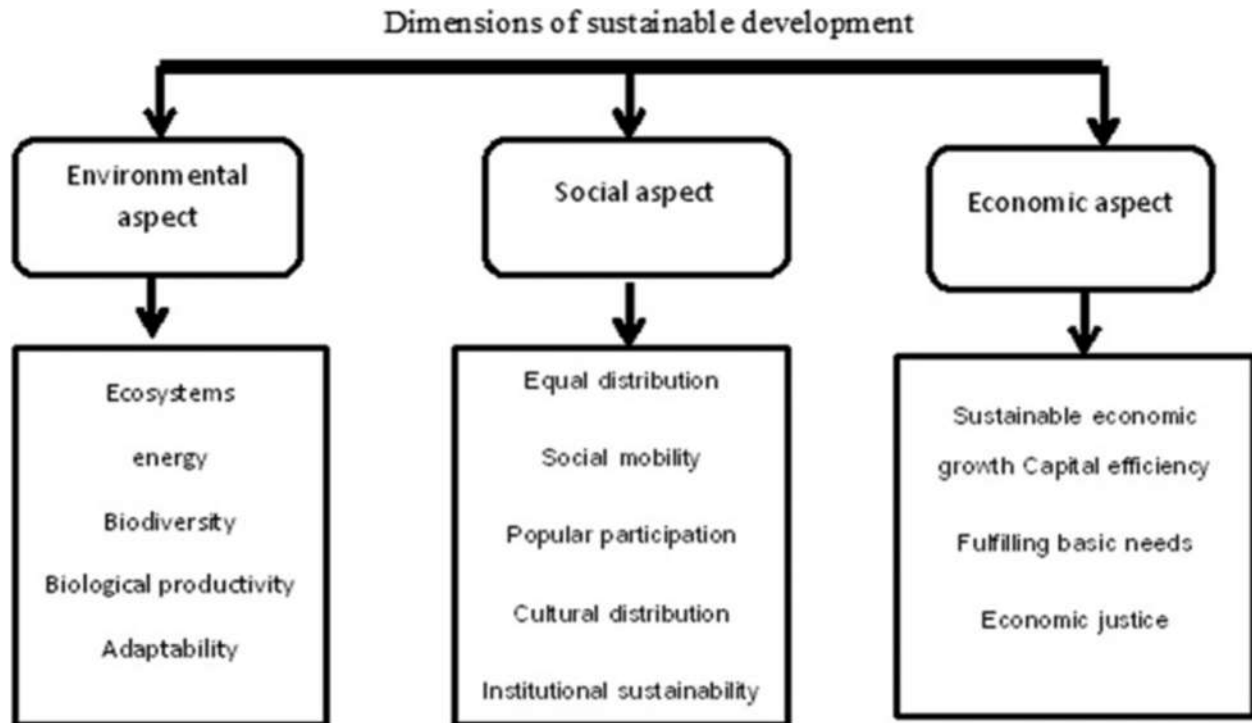 Dimensions of sustainable development
Environmental
aspect
Social aspect
Economic aspect
Ecosystems
energy
Biodiversity
Biological productivity
Adaptability
Equal distribution
Social mobility
Popular participation
Cultural distribution
Institutional sustainability
Sustainable economic
growth Capital efficiency
Fulfilling basic needs
Economic justice